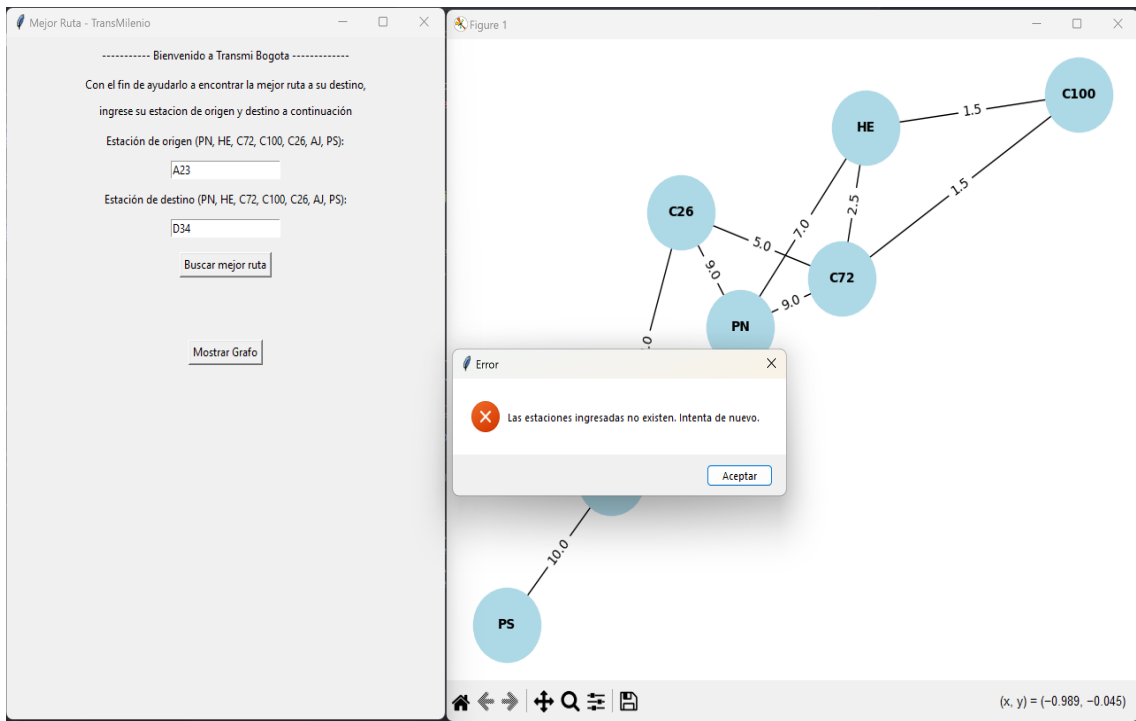 Mejor Ruta - TransMilenio
----------- Bienvenido a Transmi Bogota -------------
Con el fin de ayudarlo a encontrar la mejor ruta a su destino,
ingrese su estacion de origen y destino a continuación
Estación de origen (PN, HE, C72, C100, C26, AJ, PS):
A23
Estación de destino (PN, HE, C72, C100, C26, AJ, PS):
D34
Buscar mejor ruta
Mostrar Grafo
Figure 1
C100
HE
1.5
1.5
2.5
C26
7.0
5.0
9.0
C72
9.0
PN
Error
Las estaciones ingresadas no existen. Intenta de nuevo.
Aceptar
10.0
PS
(x, y) = (−0.989, −0.045)